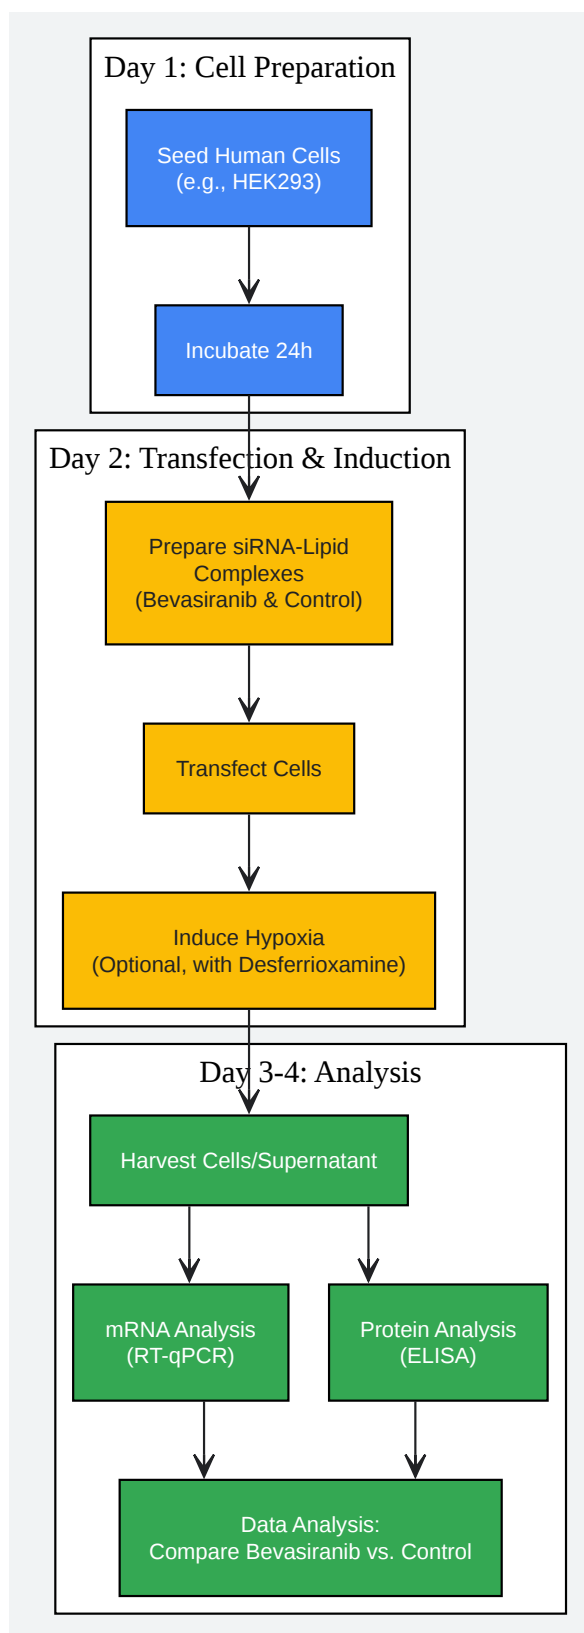 Day 1: Cell Preparation
Seed Human Cells
(e.g., HEK293)
Incubate 24h
Day 2: Transfection & Induction
Prepare siRNA-Lipid
Complexes
(Bevasiranib & Control)
Transfect Cells
Induce Hypoxia
(Optional, with Desferrioxamine)
Day 3-4: Analysis
Harvest Cells/Supernatant
mRNA Analysis
(RT-qPCR)
Protein Analysis
(ELISA)
Data Analysis:
Compare Bevasiranib vs. Control